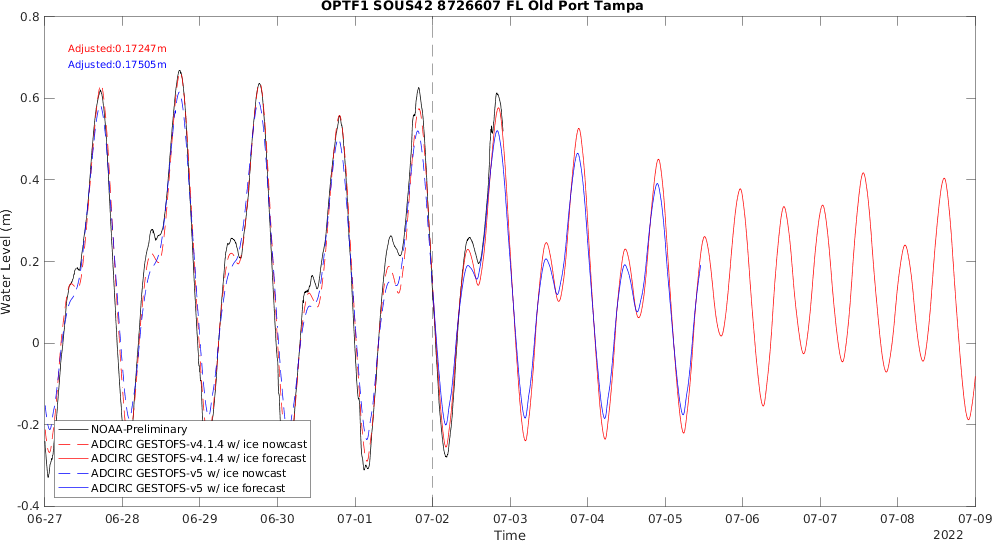 OPTF1 SOUS42 8726607 FL Old Port Tampa
0.8
Adjusted:0.17247m
Adjusted:0.17505m
0.6
0.4
0.2
0
-0.2
-0.4
Water Level (m)
NOAA-Preliminary
ADCIRC GESTOFS-v4.1.4 w/ ice nowcast
ADCIRC GESTOFS-v4.1.4 w/ ice forecast
ADCIRC GESTOFS-v5 w/ ice nowcast
ADCIRC GESTOFS-v5 w/ ice forecast
06-27 06-28 06-29 06-30 07-01 07-02 07-03 07-04 07-05 07-06 07-07 07-08 07-09
Time
2022